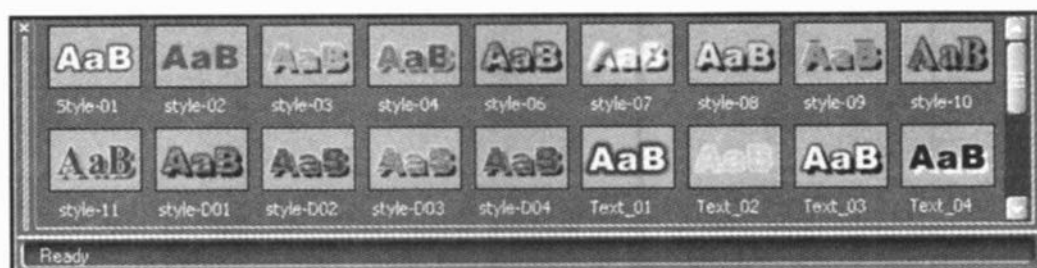 AaB AaB AaB AaB AaB AaB AaB AaB AaB
Style-01 style-02 style-03 style-04 style-06 style-07 style-08 style-09 style-10
AaB AaB AaB AaB AaB AaB AaB AaB AaB
style-11 style-D01 style-D02 style-D03 style-D04 Text_01 Text_02 Text_03 Text_04
Ready